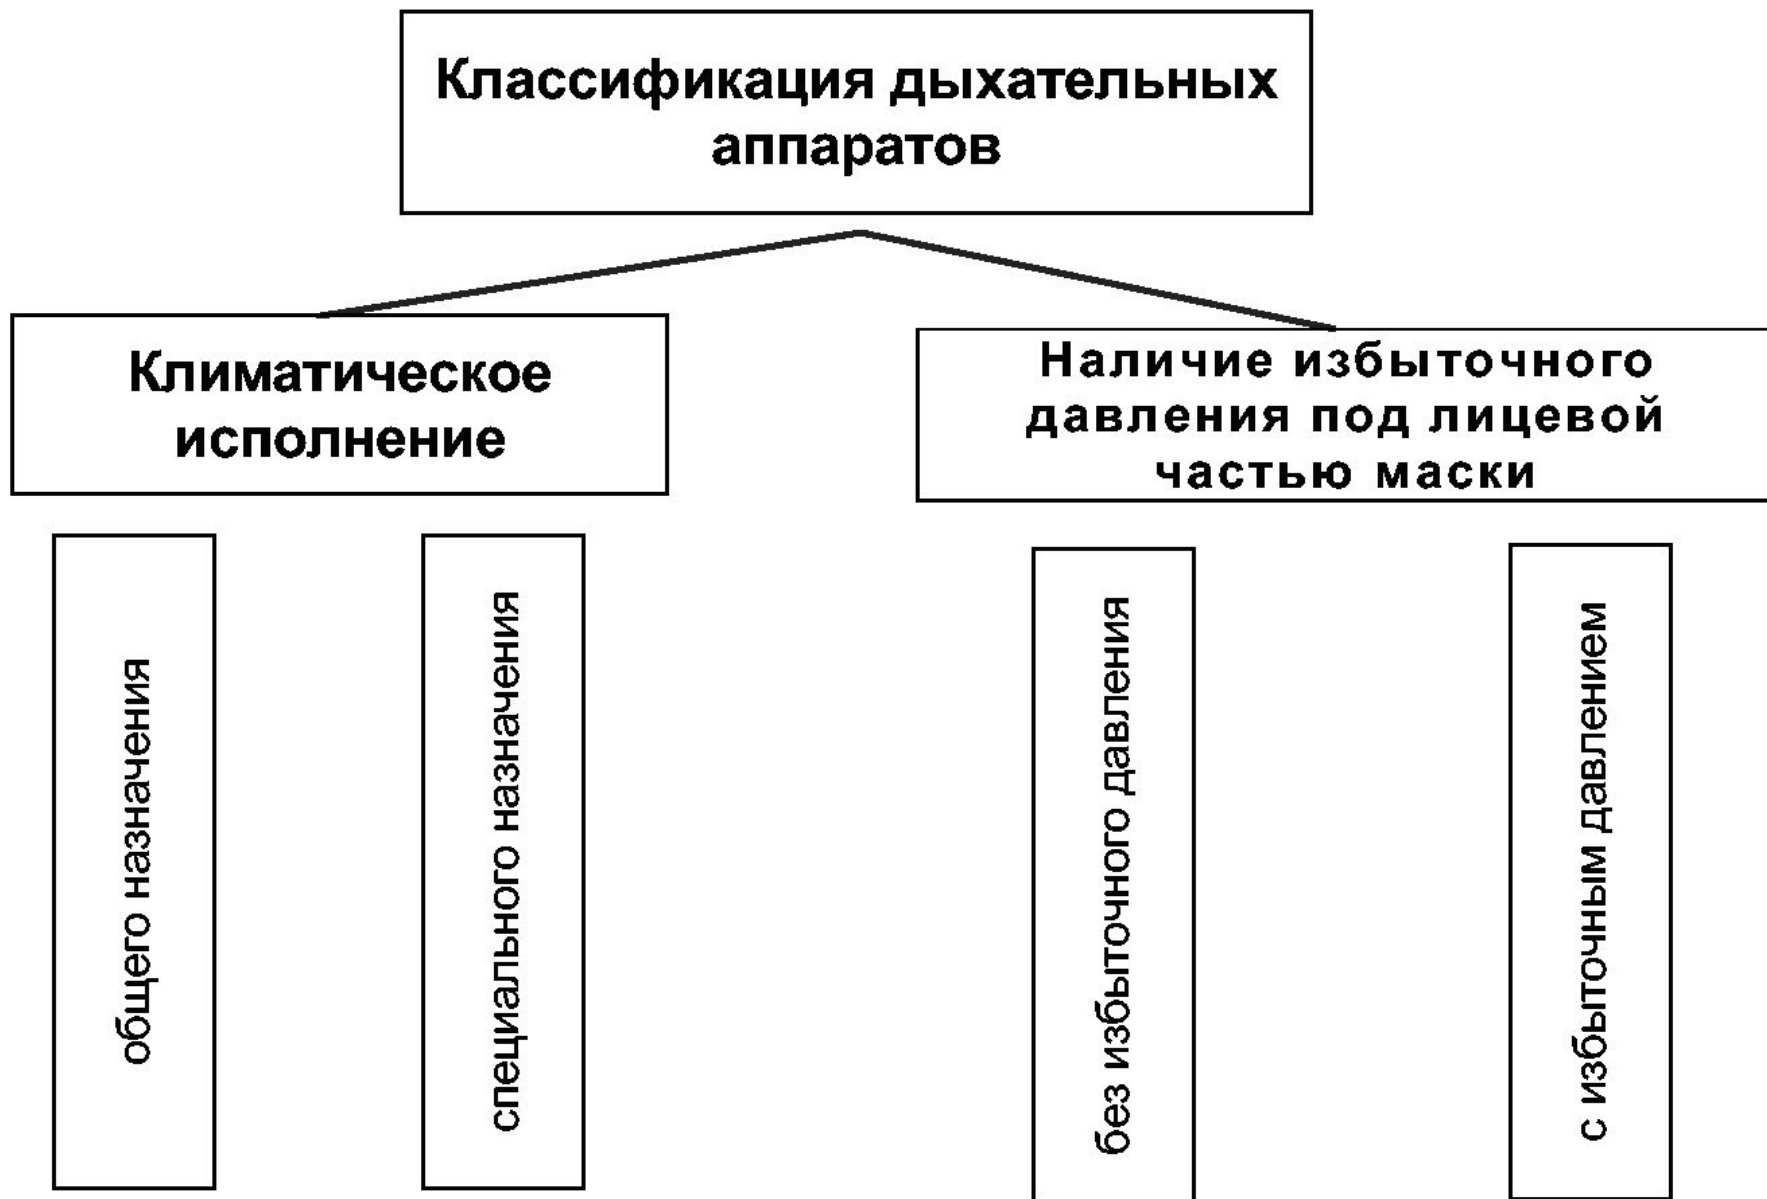 Классификация дыхательных
аппаратов
Климатическое
исполнение
Наличие избыточного
давления под лицевой
частью маски
общего назначения
специального назначения
без избыточного давления
с избыточным давлением